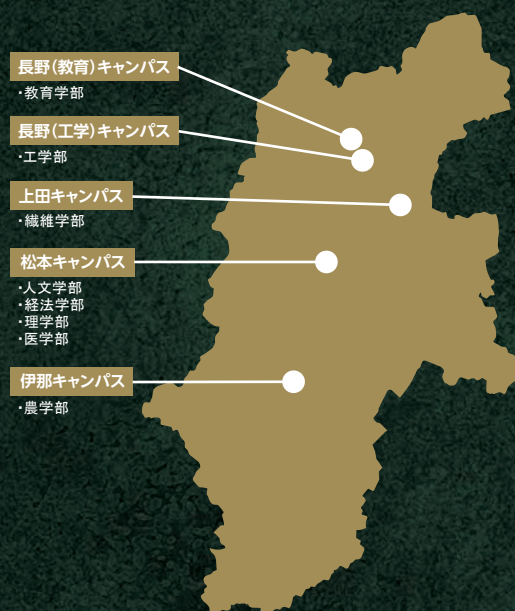 長野(教育)キャンパス
・教育学部
長野(工学)キャンパス
・工学部
上田キャンパス
・繊維学部
松本キャンパス
・人文学部
・経法学部
・理学部
・医学部
伊那キャンパス
・農学部